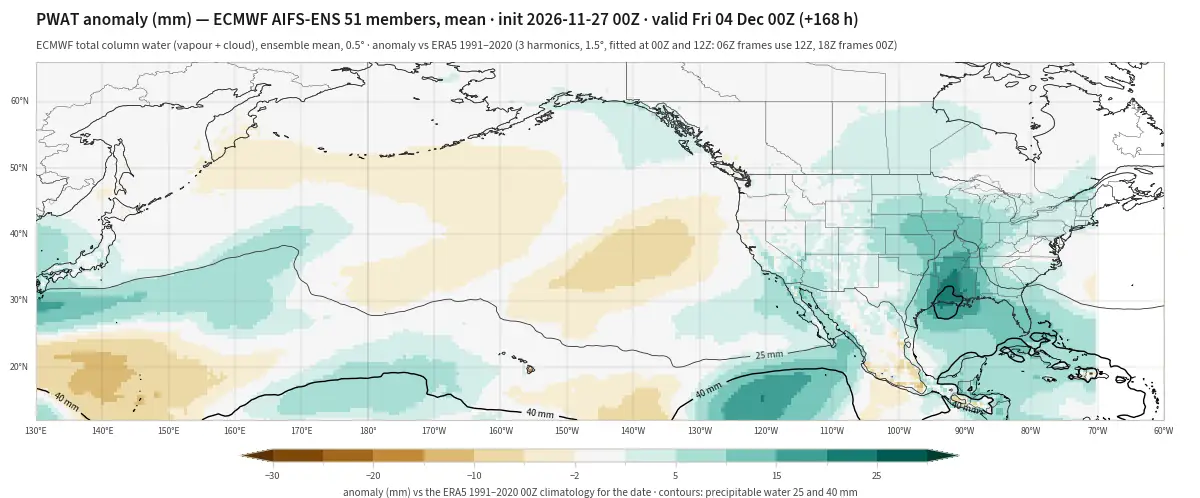 PWAT anomaly (mm) — ECMWF AIFS-ENS 51 members, mean · init 2026-11-27 00Z · valid Fri 04 Dec 00Z (+168 h)
ECMWF total column water (vapour + cloud), ensemble mean, 0.5° · anomaly vs ERA5 1991–2020 (3 harmonics, 1.5°, fitted at 00Z and 12Z: 06Z frames use 12Z, 18Z frames 00Z)
60°N
50°N
40°N
30°N
20°N
25 mm
40 mm
40 mm
40 mm
40 mm
130°E 140°E 150°E 160°E 170°E 180° 170°W 160°W 150°W 140°W 130°W 120°W 110°W 100°W 90°W 80°W 70°W 60°W
−30 −20 −10 −2 5 15 25
anomaly (mm) vs the ERA5 1991–2020 00Z climatology for the date · contours: precipitable water 25 and 40 mm